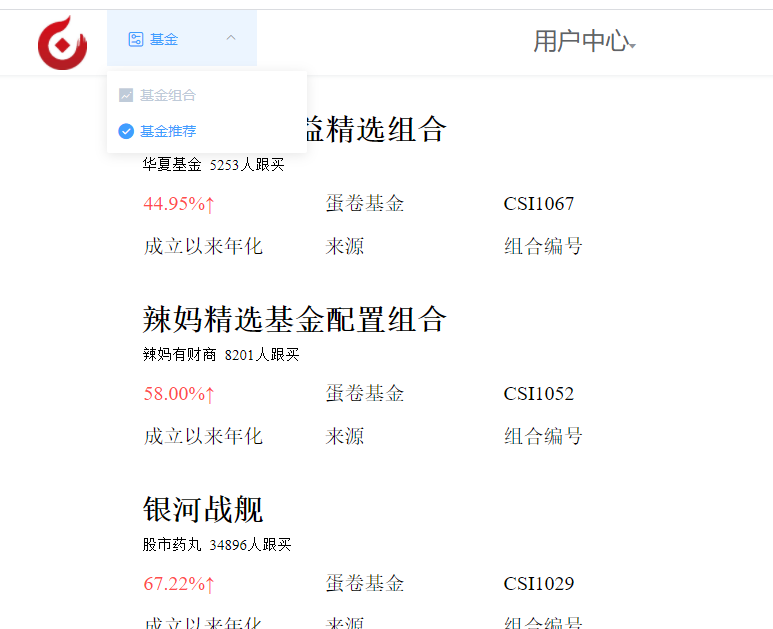 基金
用户中心
基金组合
基金推荐
益精选组合
华夏基金 5253人跟买
44.95%↑ 蛋卷基金 CSI1067
成立以来年化 来源 组合编号
辣妈精选基金配置组合
辣妈有财商 8201人跟买
58.00%↑ 蛋卷基金 CSI1052
成立以来年化 来源 组合编号
银河战舰
股市药丸 34896人跟买
67.22%↑ 蛋卷基金 CSI1029
成立以来年化 来源 组合编号